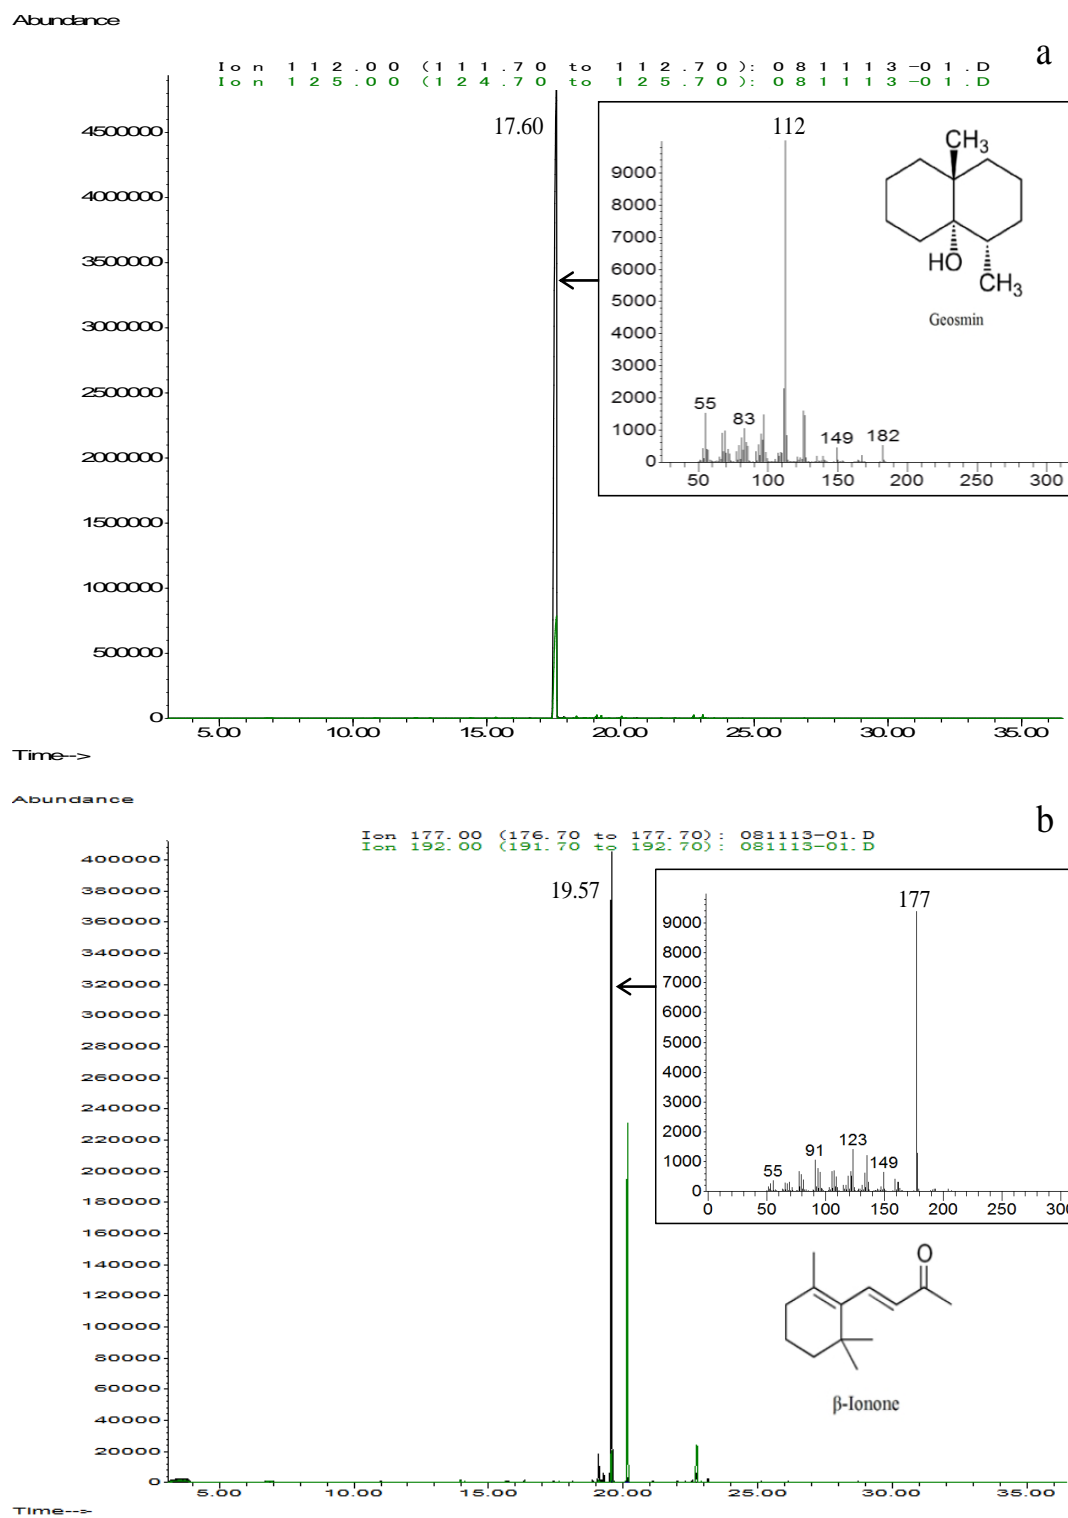 Abundance
a
Ion 112.00 (111.70 to 112.70): 081113-01.D
Ion 125.00 (124.70 to 125.70): 081113-01.D
17.60
4500000
4000000
3500000
3000000
2500000
2000000
1500000
1000000
500000
0
5.00 10.00 15.00 20.00 25.00 30.00 35.00
Time-->
112
9000
8000
7000
6000
5000
4000
3000
2000
1000
0
55 83 149 182
50 100 150 200 250 300
CH3
HO
CH3
Geosmin
Abundance
b
Ion 177.00 (176.70 to 177.70): 081113-01.D
Ion 192.00 (191.70 to 192.70): 081113-01.D
19.57
400000
380000
360000
340000
320000
300000
280000
260000
240000
220000
200000
180000
160000
140000
120000
100000
80000
60000
40000
20000
0
5.00 10.00 15.00 20.00 25.00 30.00 35.00
Time-->
177
9000
8000
7000
6000
5000
4000
3000
2000
1000
0
55 91 123 149
0 50 100 150 200 250 300
O
β-Ionone